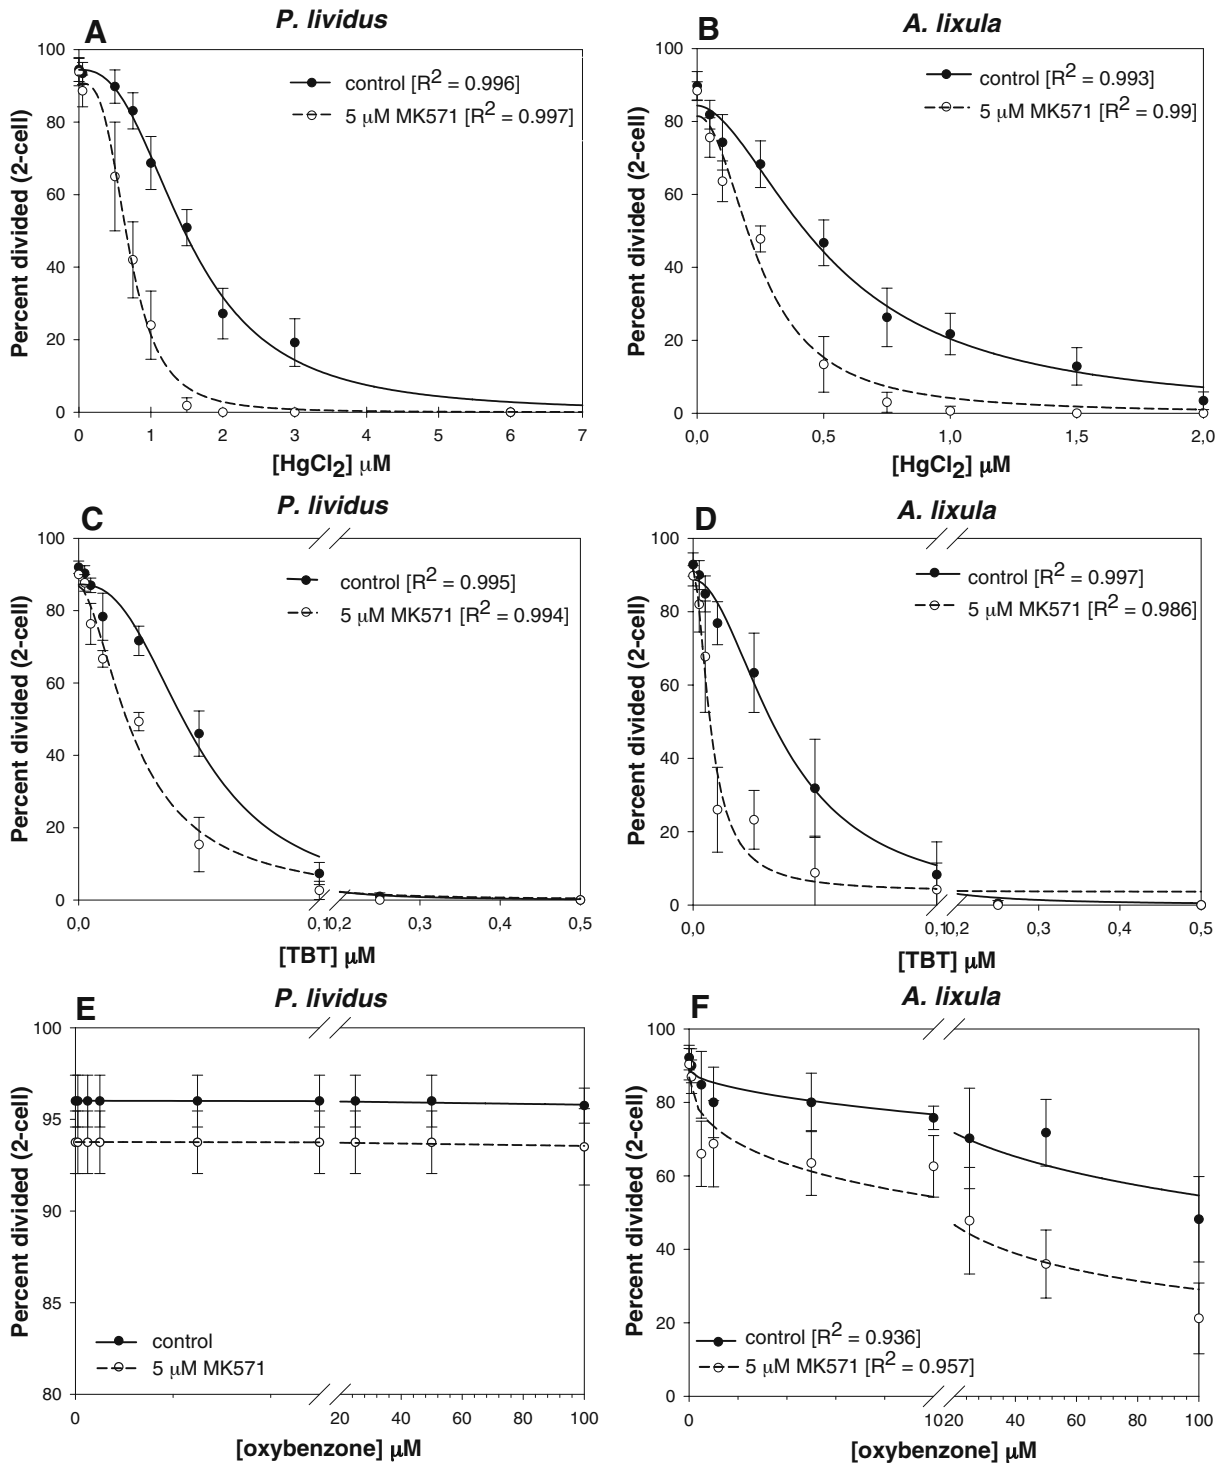 A
P. lividus
control [R2 = 0.996]
5 μM MK571 [R2 = 0.997]
Percent divided (2-cell)
100
80
60
40
20
0
0 1 2 3 4 5 6 7
[HgCl2] μM
B
A. lixula
control [R2 = 0.993]
5 μM MK571 [R2 = 0.99]
Percent divided (2-cell)
100
80
60
40
20
0
0,0 0,5 1,0 1,5 2,0
[HgCl2] μM
C
P. lividus
control [R2 = 0.995]
5 μM MK571 [R2 = 0.994]
Percent divided (2-cell)
100
80
60
40
20
0
0,0 0,1 0,2 0,3 0,4 0,5
[TBT] μM
D
A. lixula
control [R2 = 0.997]
5 μM MK571 [R2 = 0.986]
Percent divided (2-cell)
100
80
60
40
20
0
0,0 0,1 0,2 0,3 0,4 0,5
[TBT] μM
E
P. lividus
Percent divided (2-cell)
100
95
90
85
80
control
5 μM MK571
0 20 40 60 80 100
[oxybenzone] μM
F
A. lixula
Percent divided (2-cell)
100
80
60
40
20
0
control [R2 = 0.936]
5 μM MK571 [R2 = 0.957]
0 10 20 40 60 80 100
[oxybenzone] μM